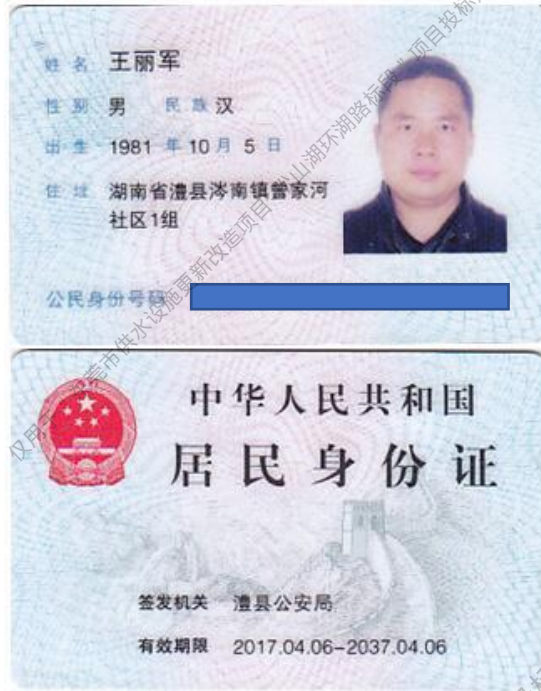 姓名 王丽军
性别 男 民族 汉
出生 1981 年 10 月 5 日
住址 湖南省澧县涔南镇曾家河
社区1组
公民身份号码
中华人民共和国
居民身份证
签发机关 澧县公安局
有效期限 2017.04.06-2037.04.06